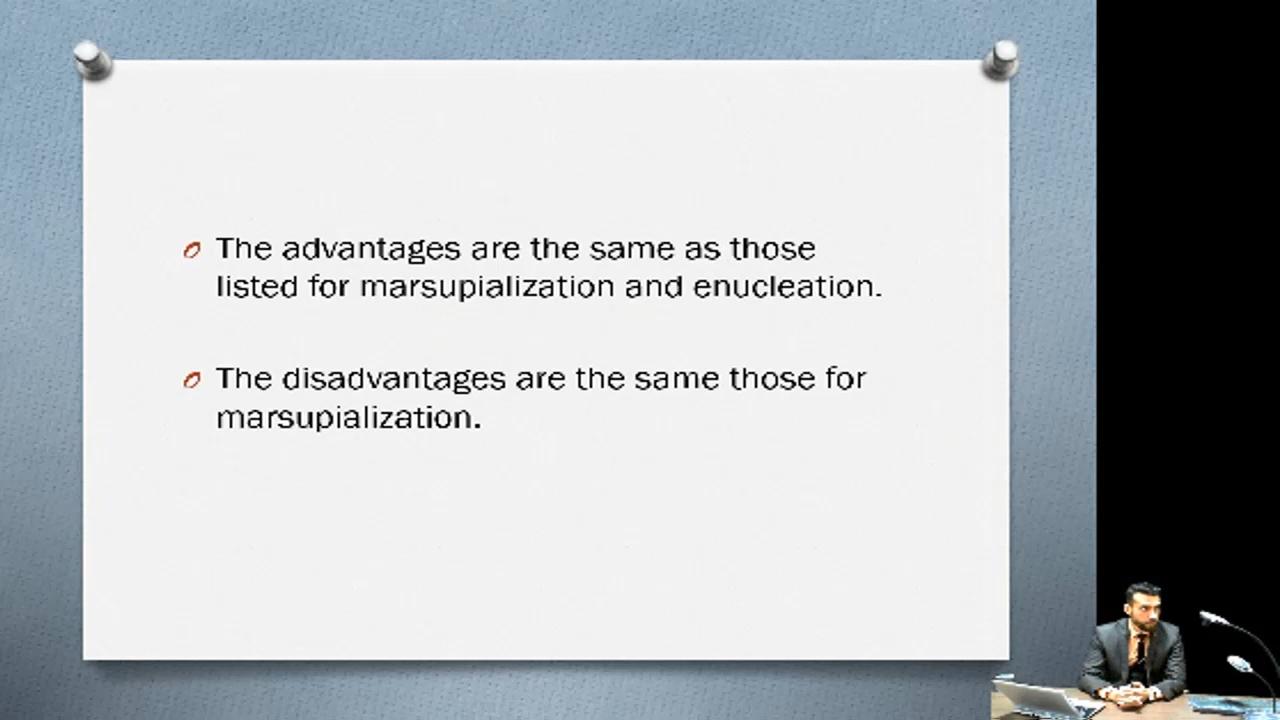 The advantages are the same as those
listed for marsupialization and enucleation.
The disadvantages are the same those for
marsupialization.